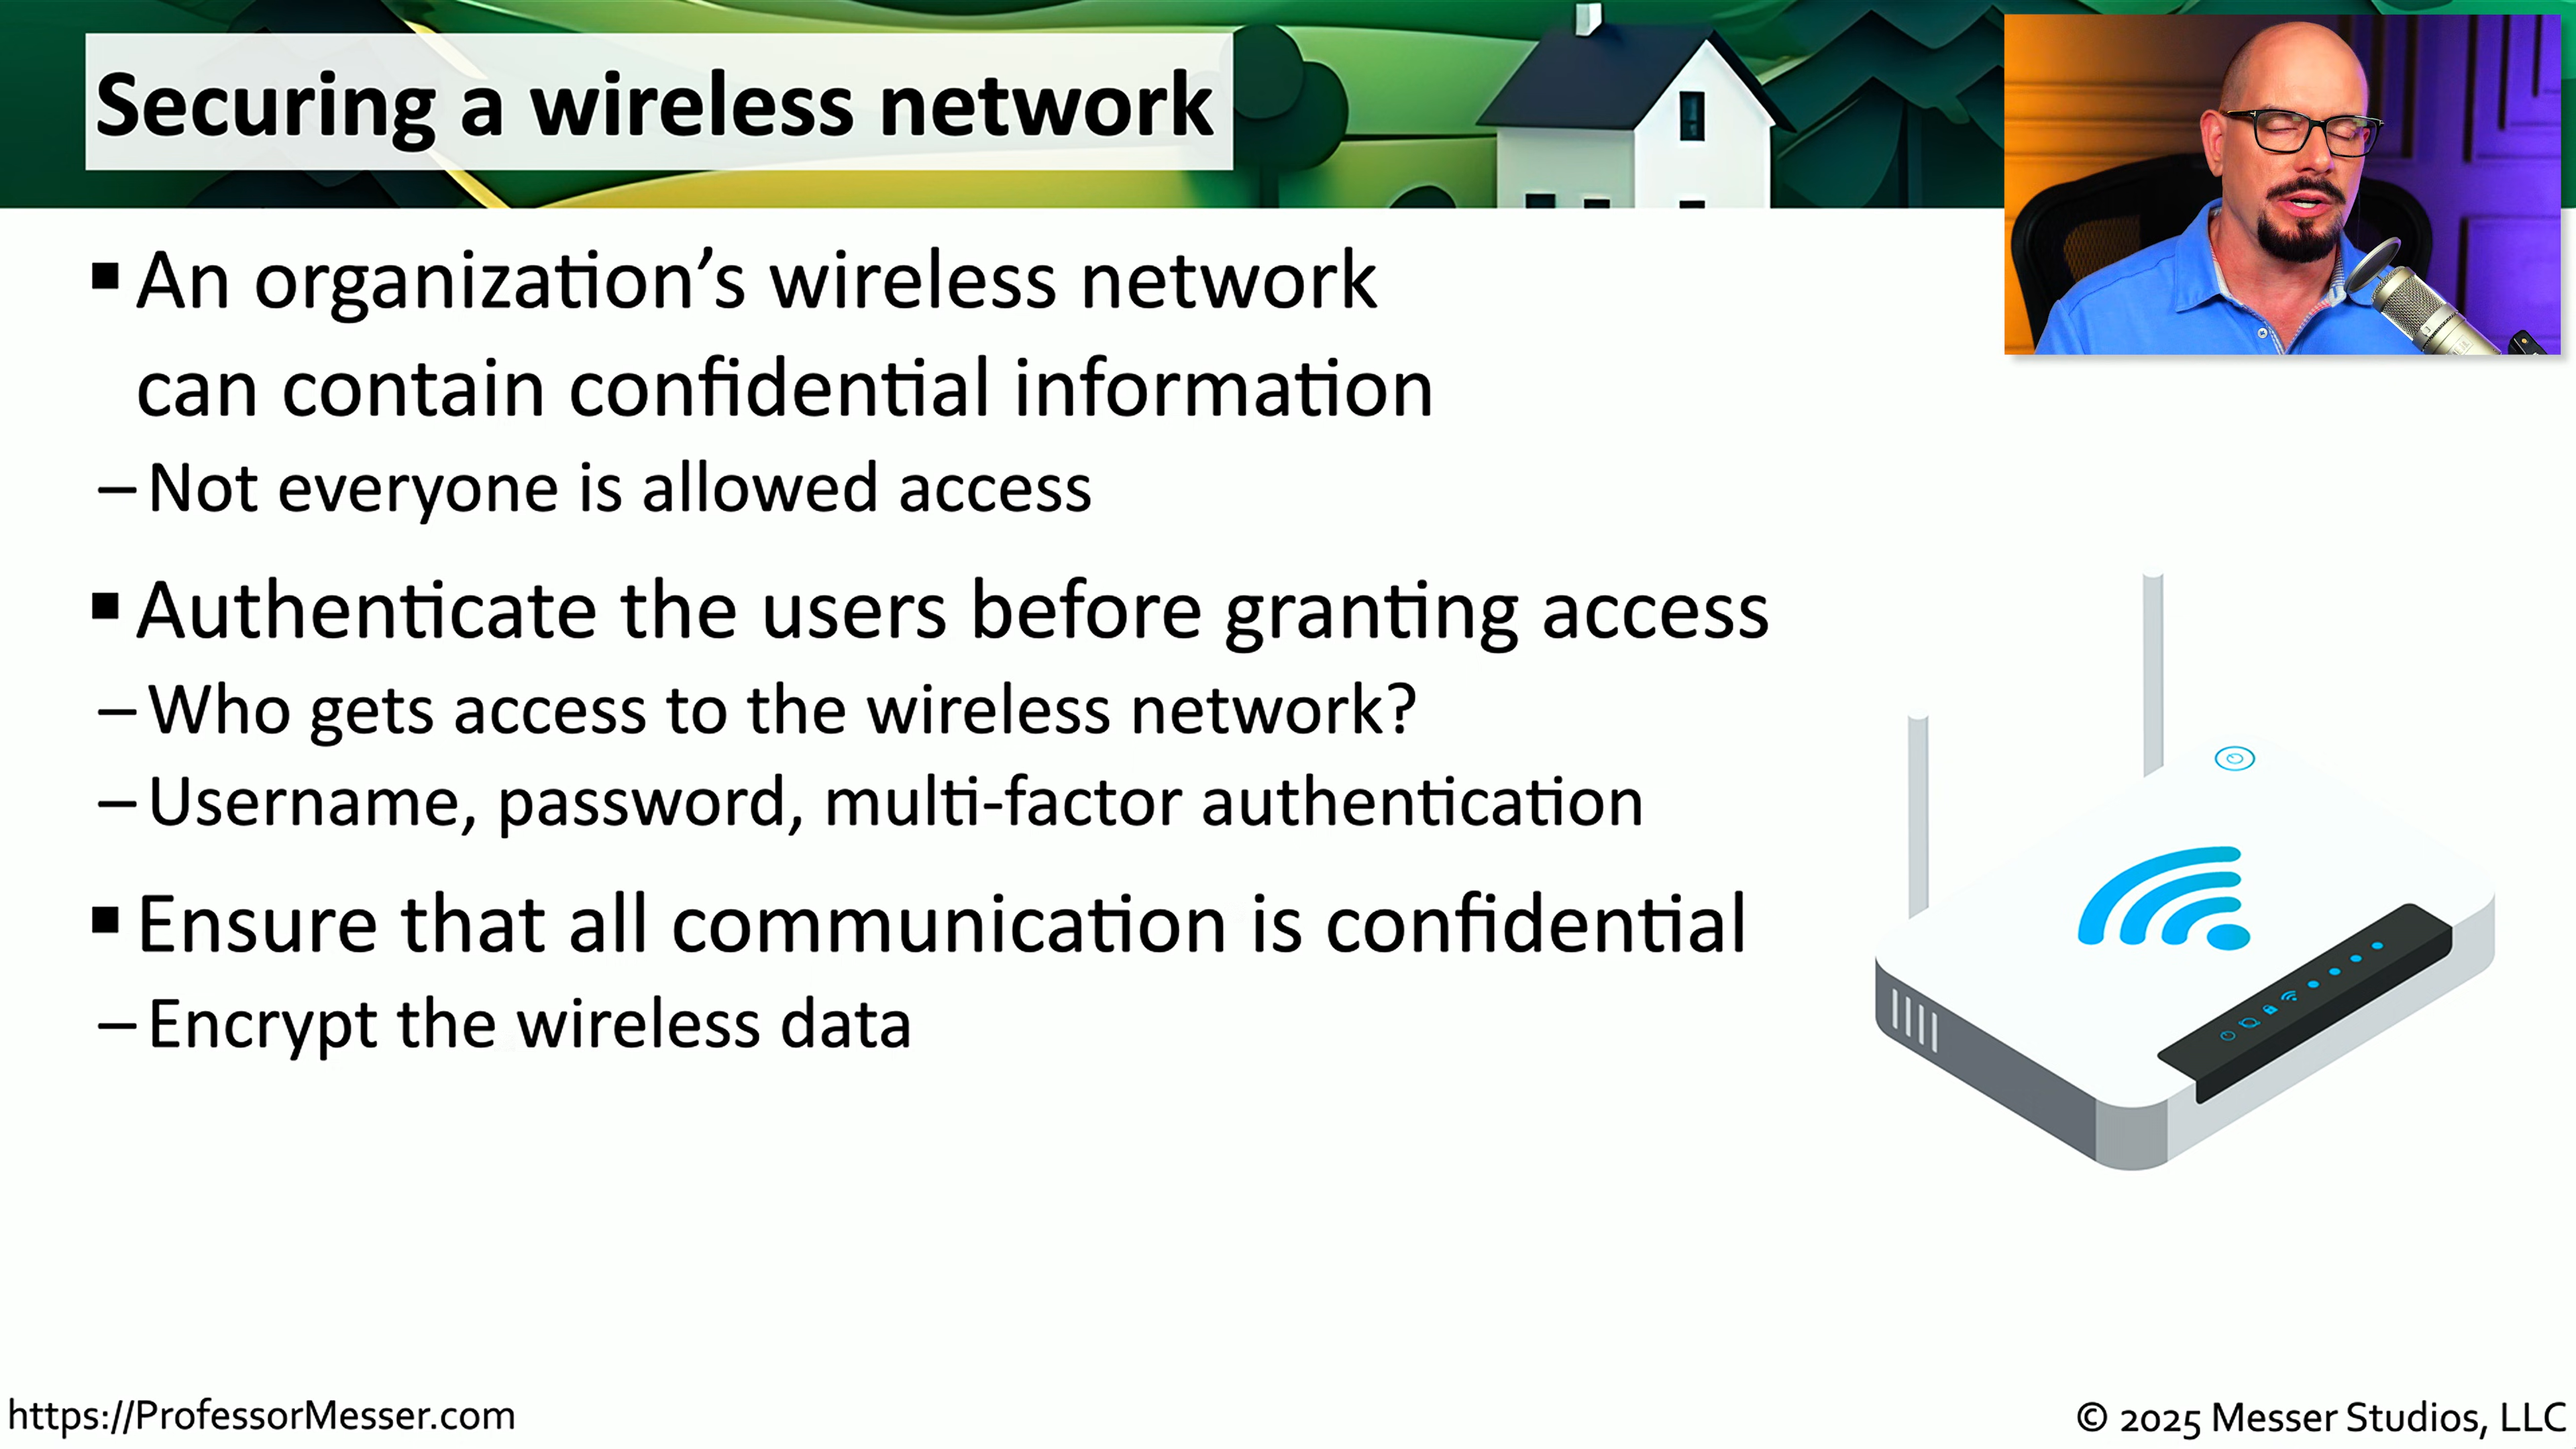 Securing a wireless network
▪ An organization’s wireless network
can contain confidential information
– Not everyone is allowed access
▪ Authenticate the users before granting access
– Who gets access to the wireless network?
– Username, password, multi-factor authentication
▪ Ensure that all communication is confidential
– Encrypt the wireless data
https://ProfessorMesser.com
© 2025 Messer Studios, LLC